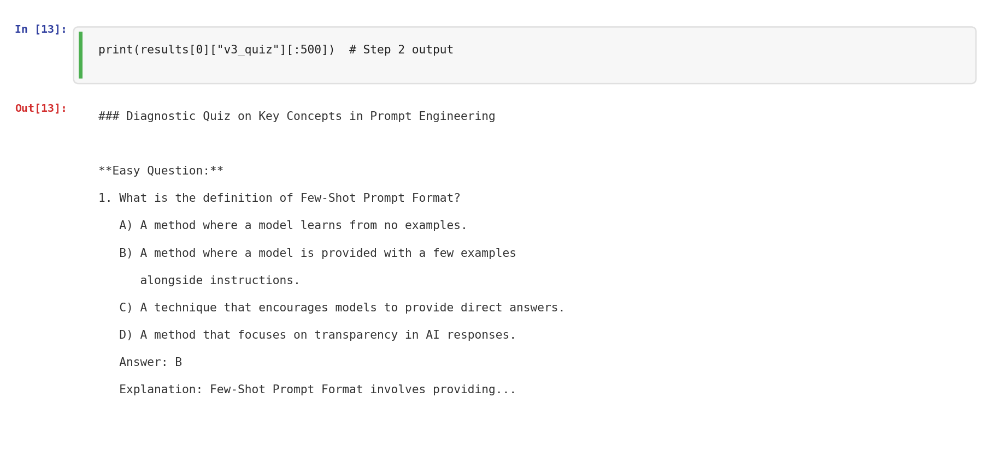 In [13]:
print(results[0]["v3_quiz"][:500])  # Step 2 output
Out[13]:
### Diagnostic Quiz on Key Concepts in Prompt Engineering
**Easy Question:**
1. What is the definition of Few-Shot Prompt Format?
   A) A method where a model learns from no examples.
   B) A method where a model is provided with a few examples
      alongside instructions.
   C) A technique that encourages models to provide direct answers.
   D) A method that focuses on transparency in AI responses.
   Answer: B
   Explanation: Few-Shot Prompt Format involves providing...